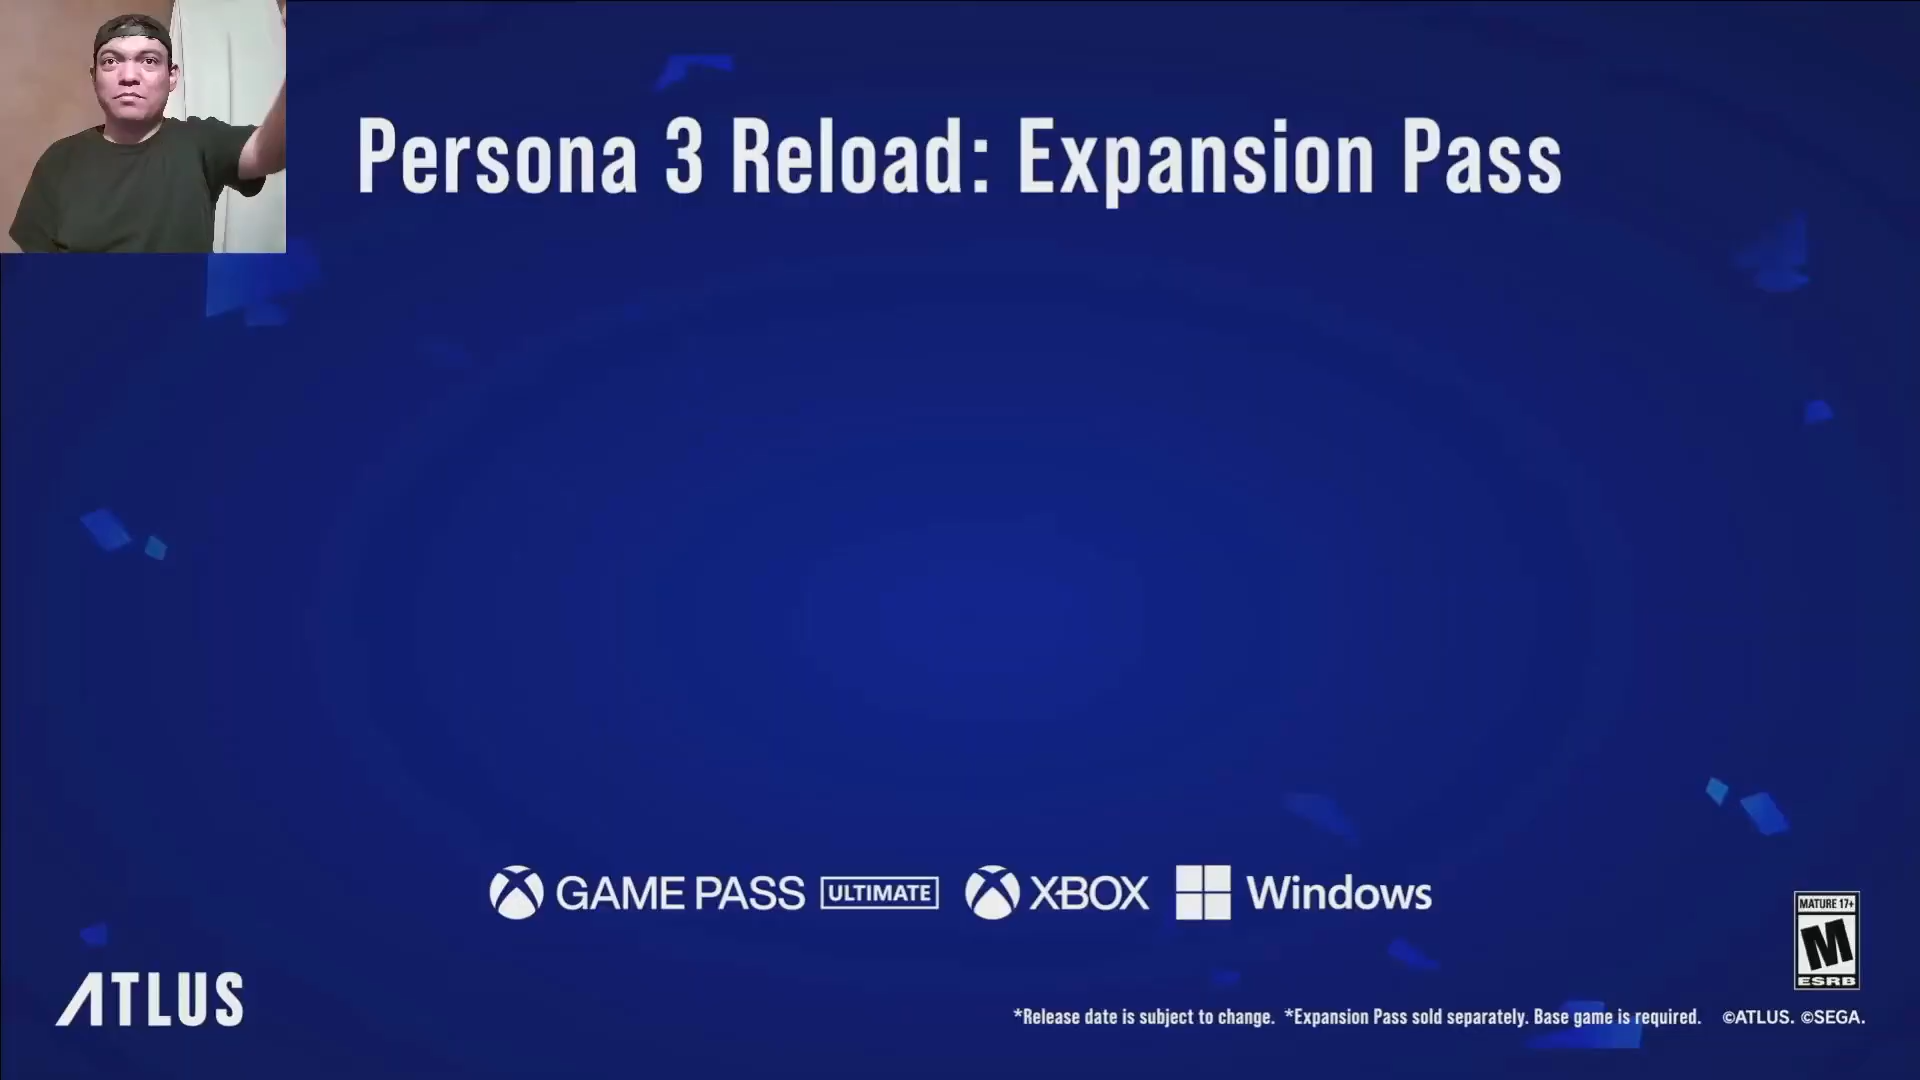 Persona 3 Reload: Expansion Pass
GAME PASS ULTIMATE XBOX Windows
MATURE 17+
M
ESRB
ATLUS
*Release date is subject to change. *Expansion Pass sold separately. Base game is required. ©ATLUS. ©SEGA.